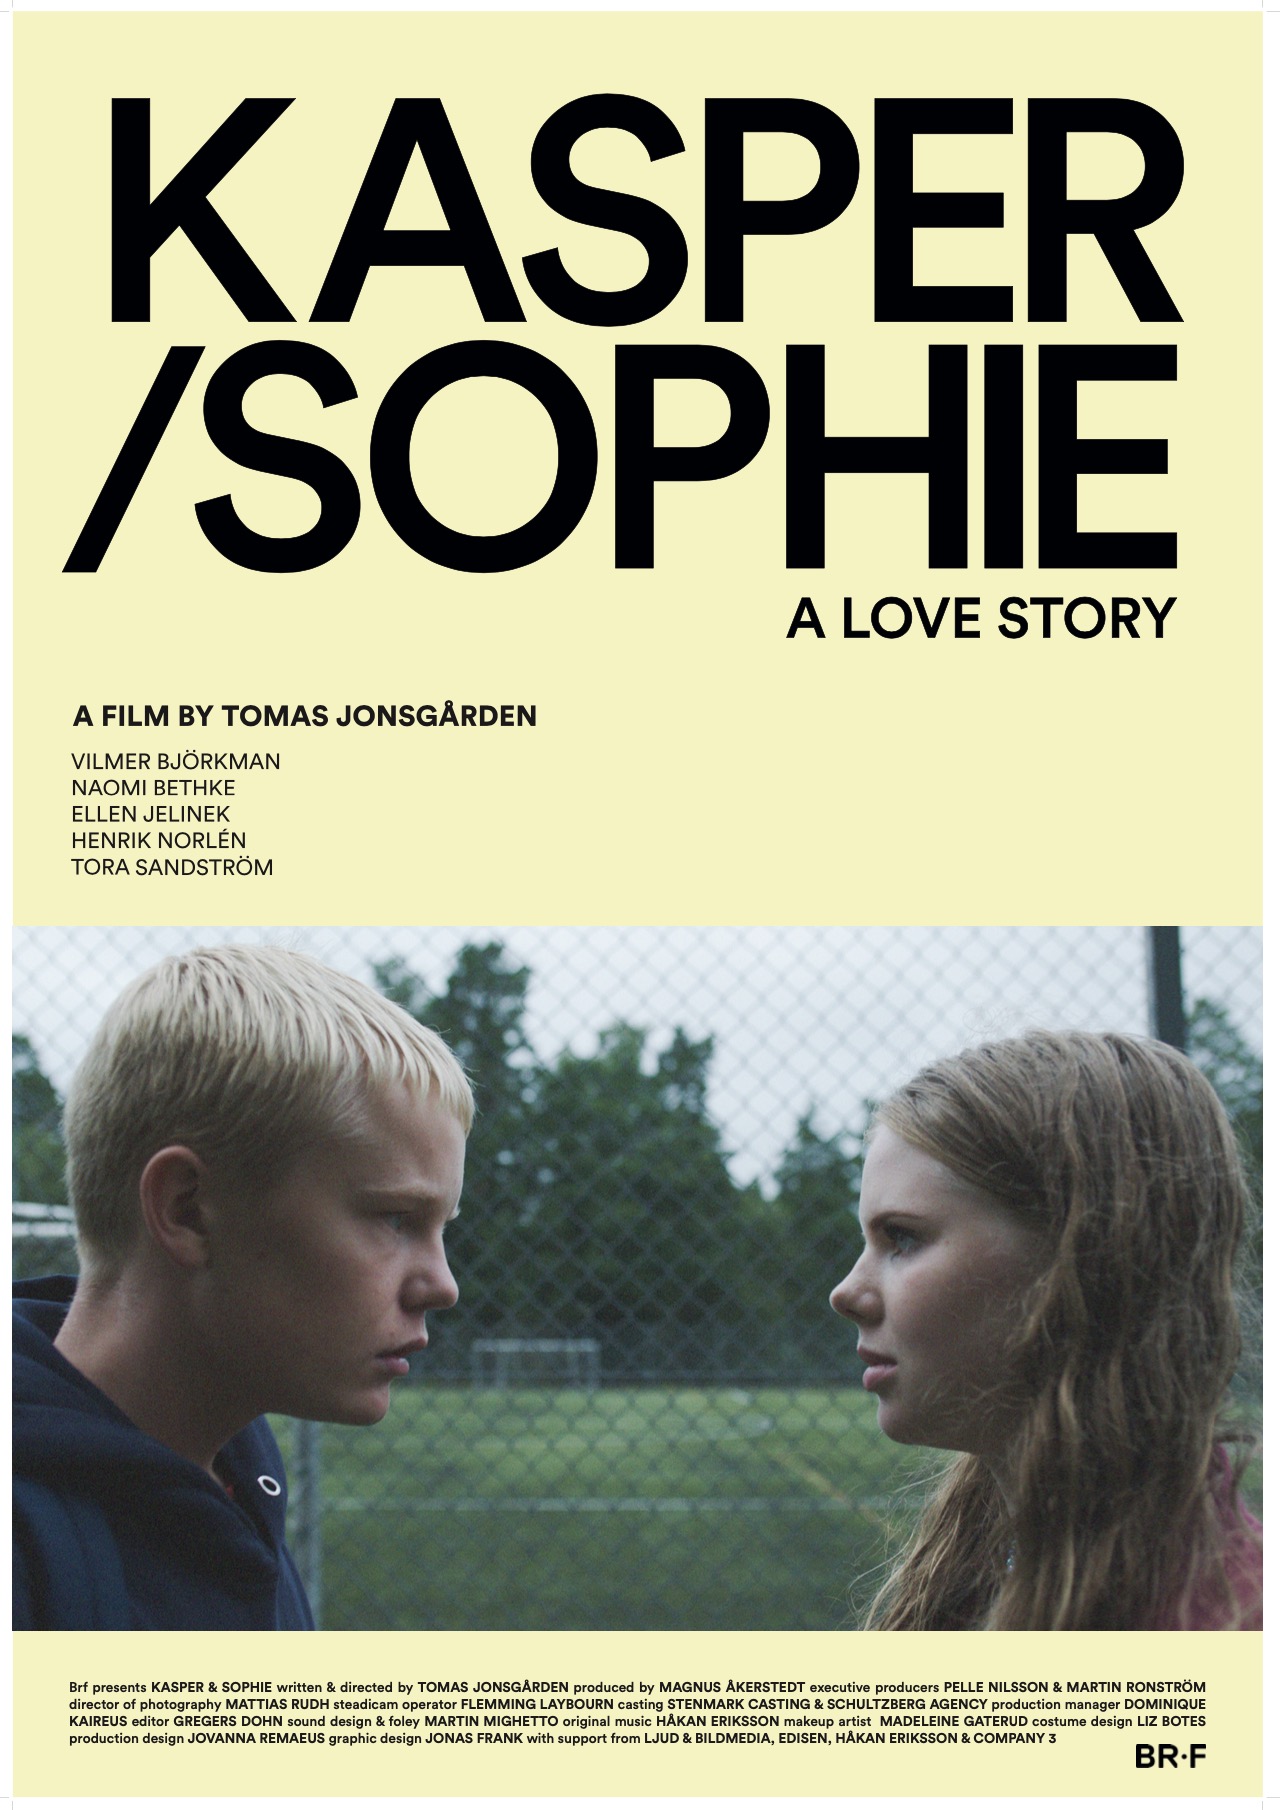 KASPER
/SOPHIE
A LOVE STORY
A FILM BY TOMAS JONSGÅRDEN
VILMER BJÖRKMAN
NAOMI BETHKE
ELLEN JELINEK
HENRIK NORLÉN
TORA SANDSTRÖM
Brf presents KASPER & SOPHIE written & directed by TOMAS JONSGÅRDEN produced by MAGNUS ÅKERSTEDT executive producers PELLE NILSSON & MARTIN RONSTRÖM
director of photography MATTIAS RUDH steadicam operator FLEMMING LAYBOURN casting STENMARK CASTING & SCHULTZBERG AGENCY production manager DOMINIQUE
KAIREUS editor GREGERS DOHN sound design & foley MARTIN MIGHETTO original music HÅKAN ERIKSSON makeup artist MADELEINE GATERUD costume design LIZ BOTES
production design JOVANNA REMAEUS graphic design JONAS FRANK with support from LJUD & BILDMEDIA, EDISEN, HÅKAN ERIKSSON & COMPANY 3
BR·F